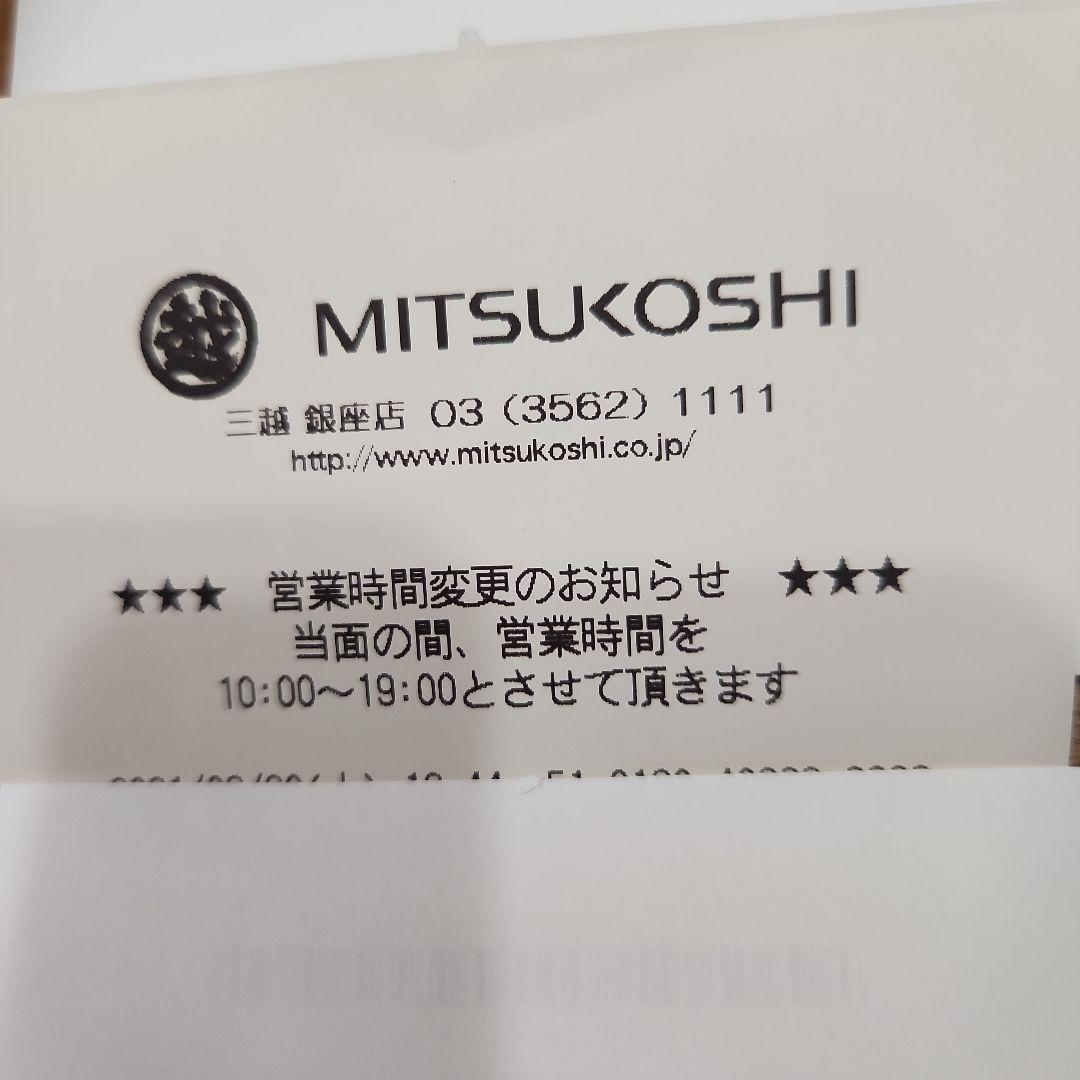 越 MITSUKOSHI
三越 銀座店 03 (3562) 1111
http://www.mitsukoshi.co.jp/
★★★ 営業時間変更のお知らせ ★★★
当面の間、営業時間を
10:00～19:00とさせて頂きます